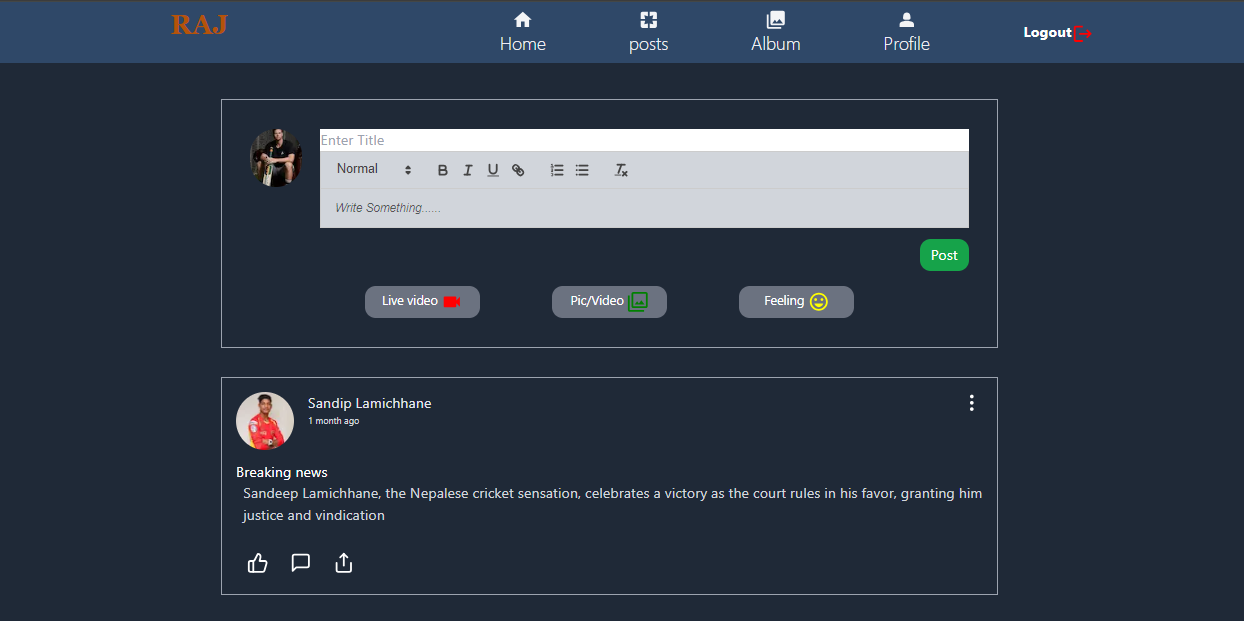 RAJ
Home
posts
Album
Profile
Logout
Enter Title
Normal
Write Something......
Post
Live video
Pic/Video
Feeling
Sandip Lamichhane
1 month ago
Breaking news
Sandeep Lamichhane, the Nepalese cricket sensation, celebrates a victory as the court rules in his favor, granting him
justice and vindication